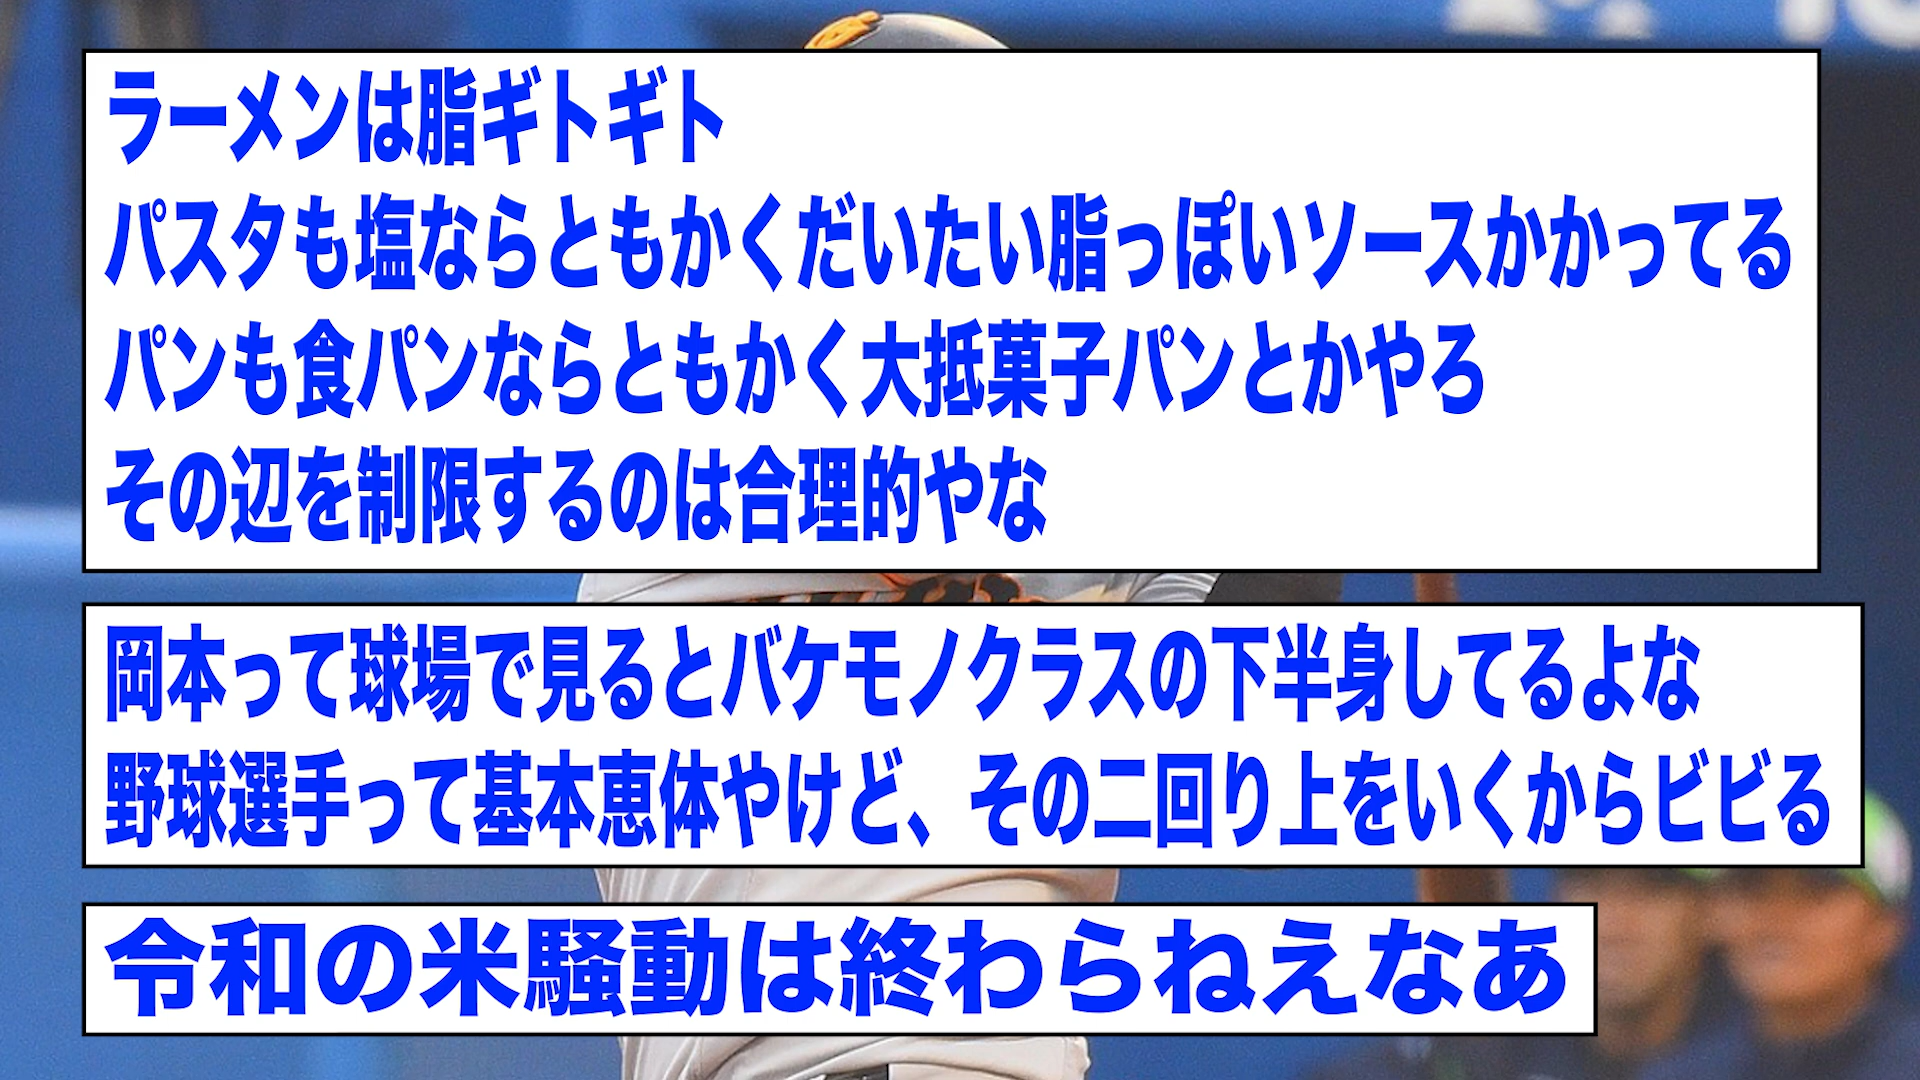 ラーメンは脂ギトギト
パスタも塩ならともかくだいたい脂っぽいソースかかってる
パンも食パンならともかく大抵菓子パンとかやろ
その辺を制限するのは合理的やな
岡本って球場で見るとバケモノクラスの下半身してるよな
野球選手って基本恵体やけど、その二回り上をいくからビビる
令和の米騒動は終わらねえなあ